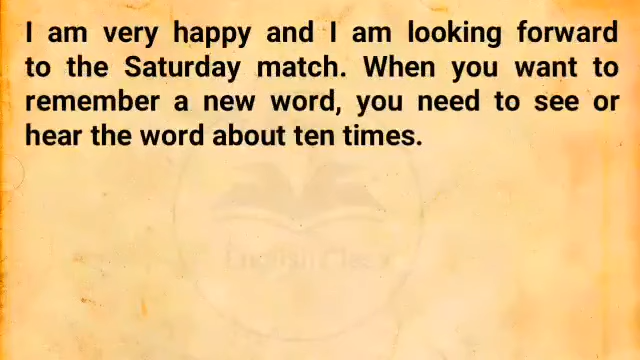 I am very happy and I am looking forward
to the Saturday match. When you want to
remember a new word, you need to see or
hear the word about ten times.